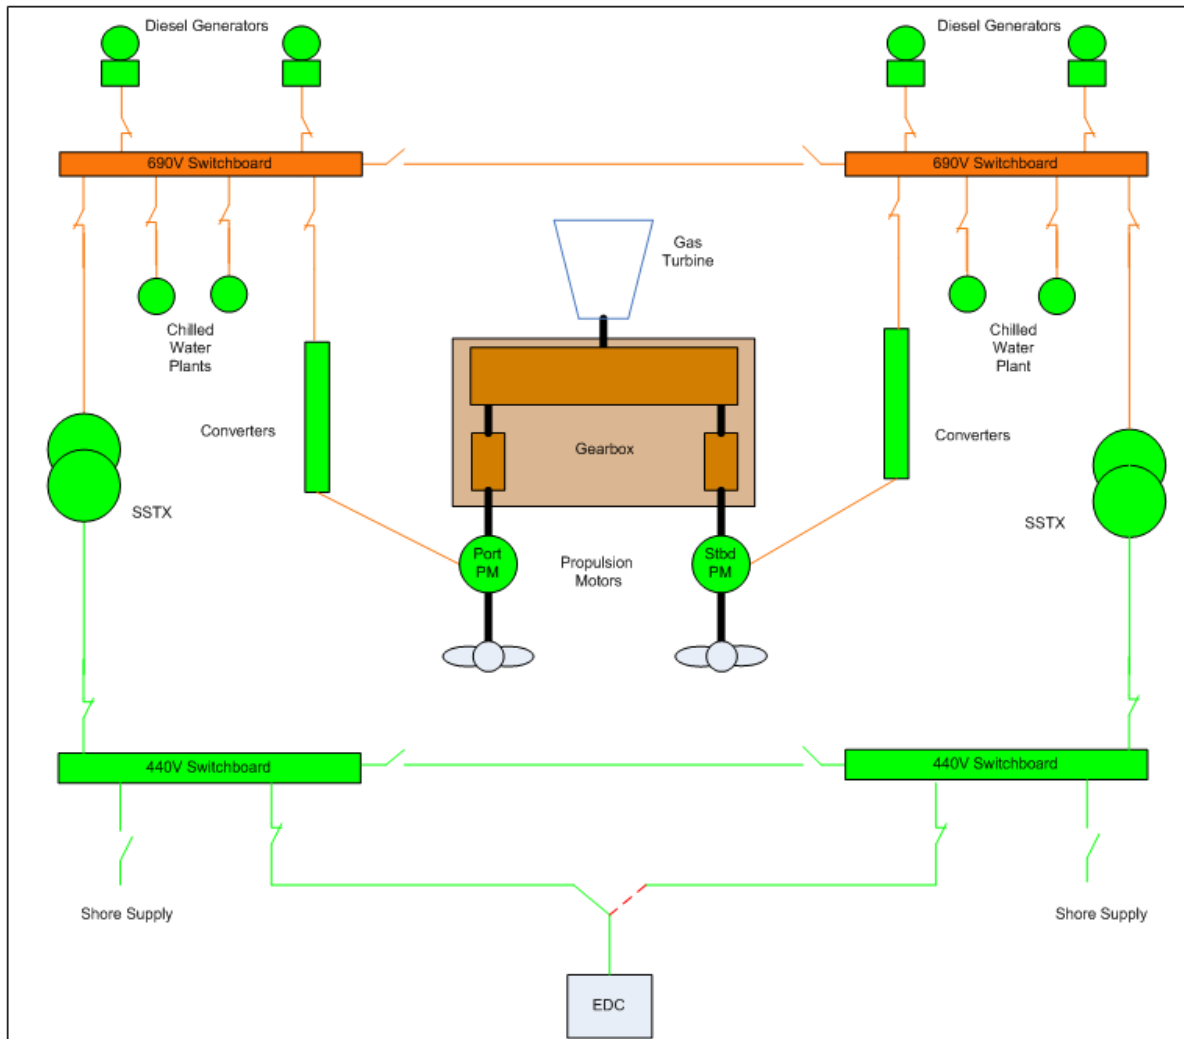 Diesel Generators
Diesel Generators
690V Switchboard
690V Switchboard
Gas
Turbine
Chilled
Water
Plants
Chilled
Water
Plant
Converters
Gearbox
Converters
SSTX
SSTX
Port
PM
Propulsion
Motors
Stbd
PM
440V Switchboard
440V Switchboard
Shore Supply
Shore Supply
EDC